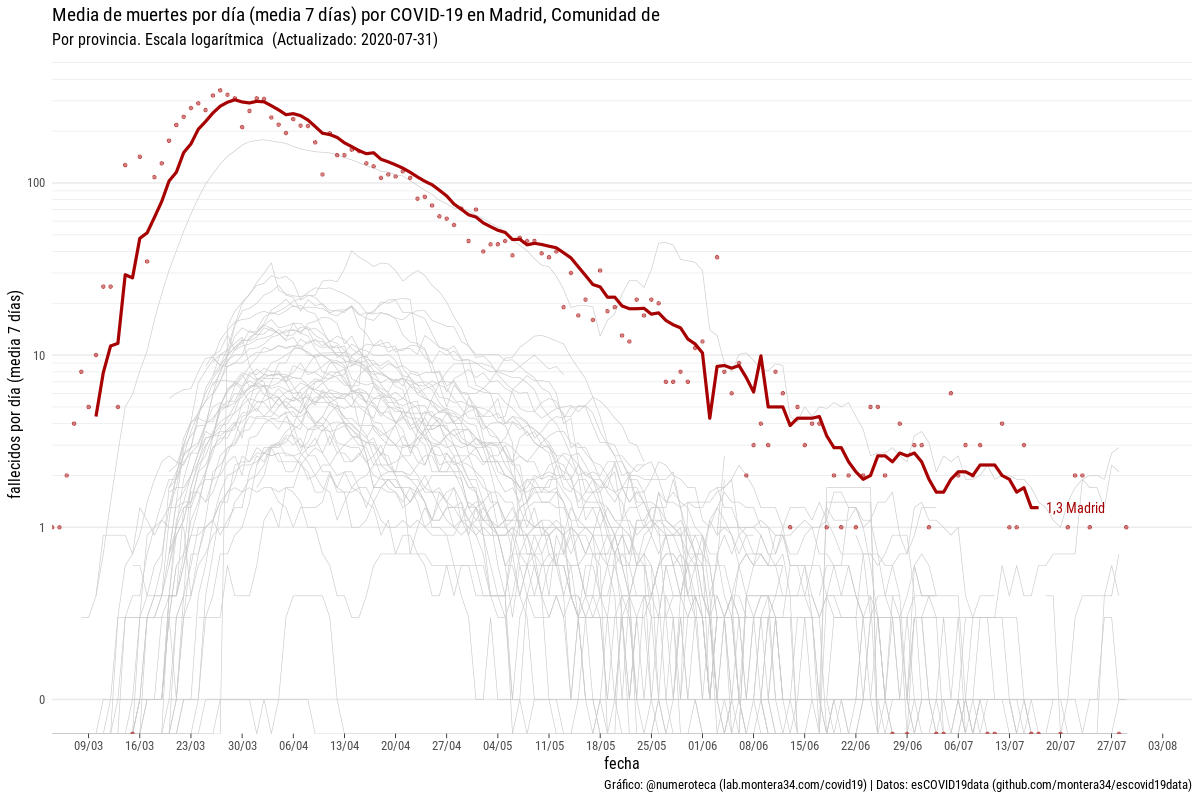 Media de muertes por día (media 7 días) por COVID-19 en Madrid, Comunidad de
Por provincia. Escala logarítmica (Actualizado: 2020-07-31)
fallecidos por día (media 7 días)
100
10
1
0
1,3 Madrid
09/03 16/03 23/03 30/03 06/04 13/04 20/04 27/04 04/05 11/05 18/05 25/05 01/06 08/06 15/06 22/06 29/06 06/07 13/07 20/07 27/07 03/08
fecha
Gráfico: @numeroteca (lab.montera34.com/covid19) | Datos: esCOVID19data (github.com/montera34/escovid19data)